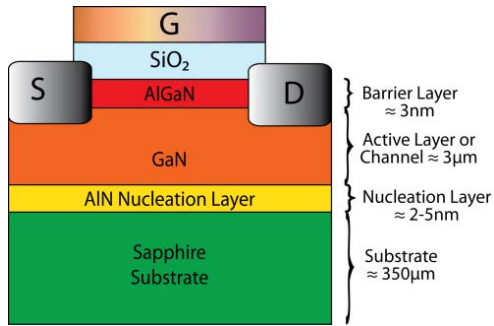 G
SiO₂
S
AlGaN
D
GaN
AlN Nucleation Layer
Sapphire
Substrate
Barrier Layer
≈ 3nm
Active Layer or
Channel ≈ 3μm
Nucleation Layer
≈ 2-5nm
Substrate
≈ 350μm